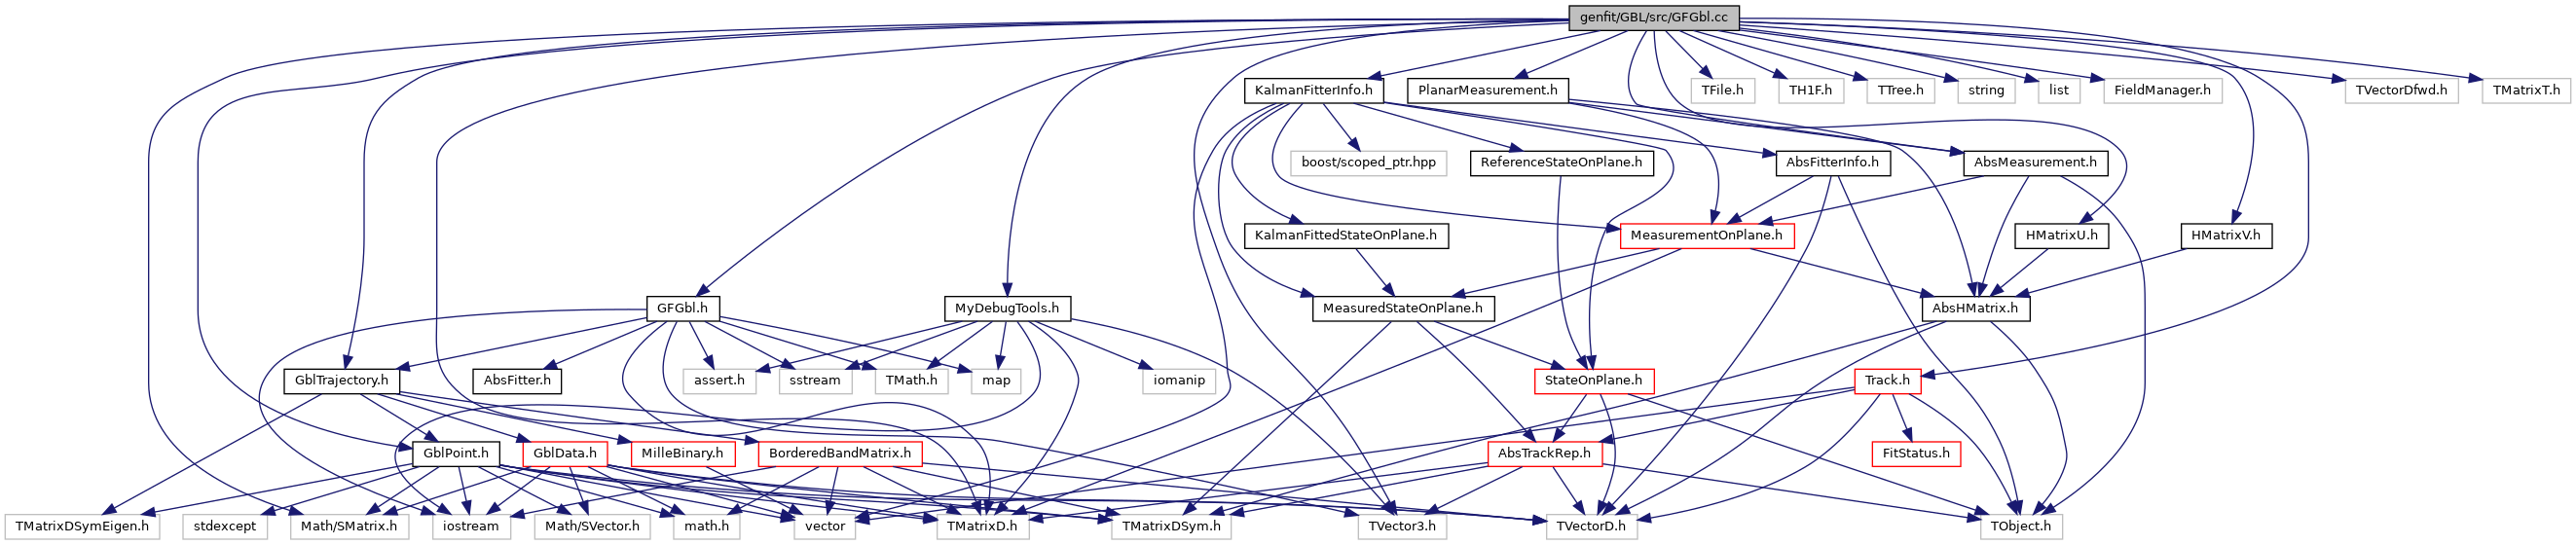 genfit/GBL/src/GFGbl.cc
KalmanFitterInfo.h
PlanarMeasurement.h
TFile.h
TH1F.h
TTree.h
string
list
FieldManager.h
TVectorDfwd.h
TMatrixT.h
boost/scoped_ptr.hpp
ReferenceStateOnPlane.h
AbsFitterInfo.h
AbsMeasurement.h
KalmanFittedStateOnPlane.h
MeasurementOnPlane.h
HMatrixU.h
HMatrixV.h
GFGbl.h
MyDebugTools.h
MeasuredStateOnPlane.h
AbsHMatrix.h
GblTrajectory.h
AbsFitter.h
assert.h
sstream
TMath.h
map
iomanip
StateOnPlane.h
Track.h
GblPoint.h
GblData.h
MilleBinary.h
BorderedBandMatrix.h
AbsTrackRep.h
FitStatus.h
TMatrixDSymEigen.h
stdexcept
Math/SMatrix.h
iostream
Math/SVector.h
math.h
vector
TMatrixD.h
TMatrixDSym.h
TVector3.h
TVectorD.h
TObject.h